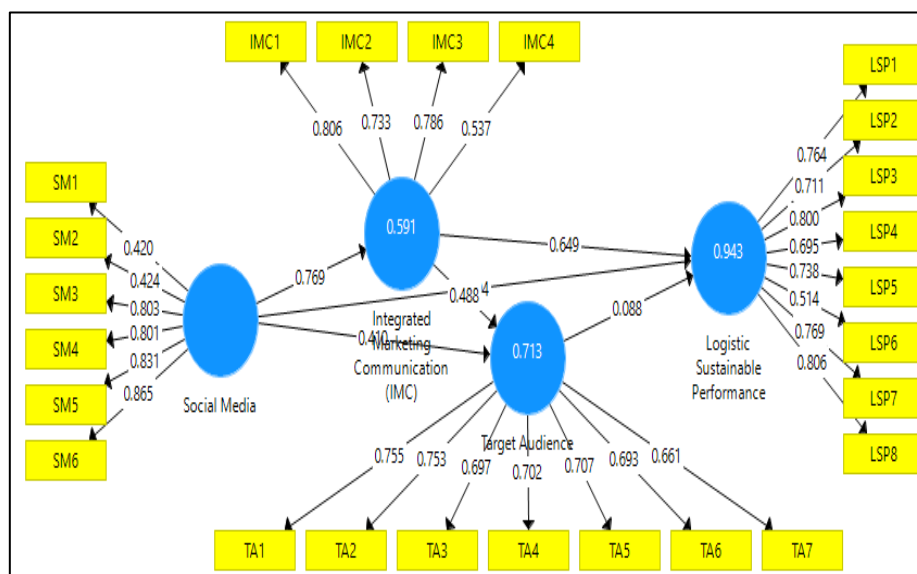 IMC1
IMC2
IMC3
IMC4
LSP1
LSP2
LSP3
LSP4
LSP5
LSP6
LSP7
LSP8
0.806
0.733
0.786
0.537
0.764
0.711
0.800
0.695
0.738
0.514
0.769
0.806
SM1
SM2
SM3
SM4
SM5
SM6
0.420
0.424
0.803
0.801
0.831
0.865
0.591
0.943
0.713
0.769
0.649
0.488
4
0.088
Integrated
Marketing
Communication
(IMC)
Logistic
Sustainable
Performance
Social Media
Target Audience
0.755
0.753
0.697
0.702
0.707
0.693
0.661
TA1
TA2
TA3
TA4
TA5
TA6
TA7